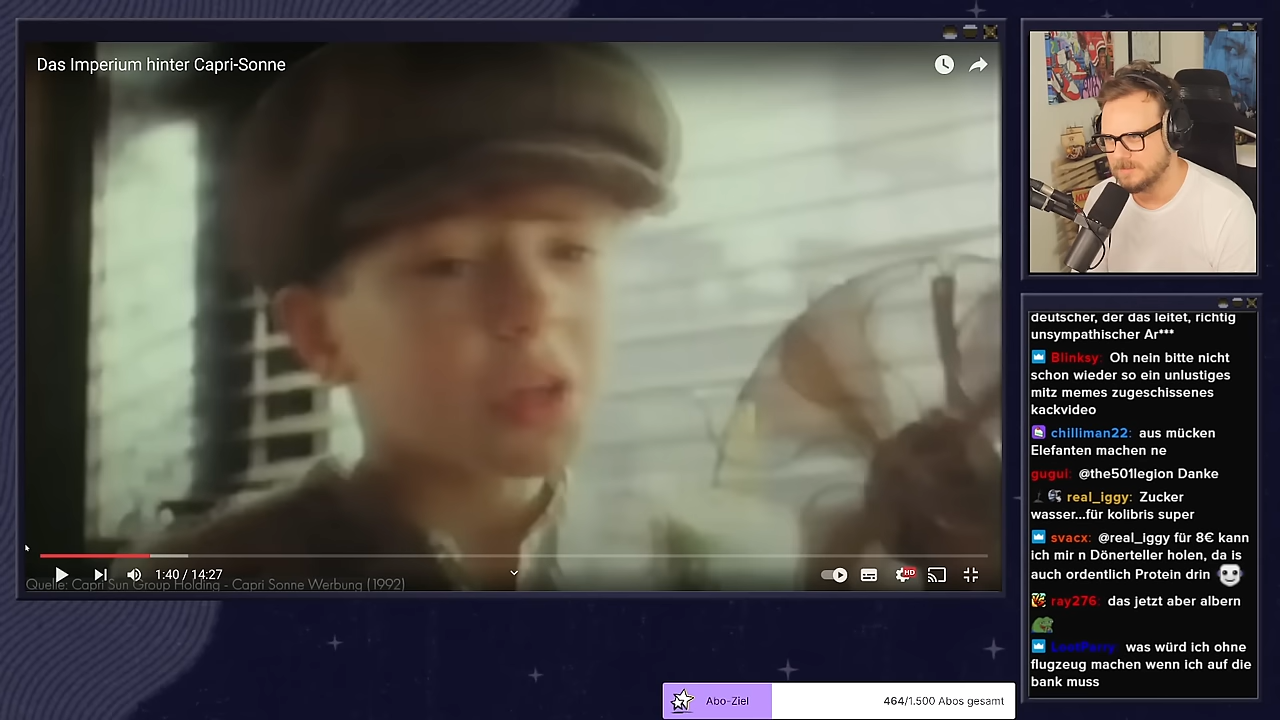 Das Imperium hinter Capri-Sonne
1:40 / 14:27
HD
Quelle: Capri Sun Group Holding - Capri Sonne Werbung (1992)
deutscher, der das leitet, richtig
unsympathischer Ar***
Blinksy: Oh nein bitte nicht
schon wieder so ein unlustiges
mitz memes zugeschissenes
kackvideo
chilliman22: aus mücken
Elefanten machen ne
gugui: @the501legion Danke
real_iggy: Zucker
wasser...für kolibris super
svacx: @real_iggy für 8€ kann
ich mir n Dönerteller holen, da is
auch ordentlich Protein drin
ray276: das jetzt aber albern
LootPerry: was würd ich ohne
flugzeug machen wenn ich auf die
bank muss
Abo-Ziel
464/1.500 Abos gesamt